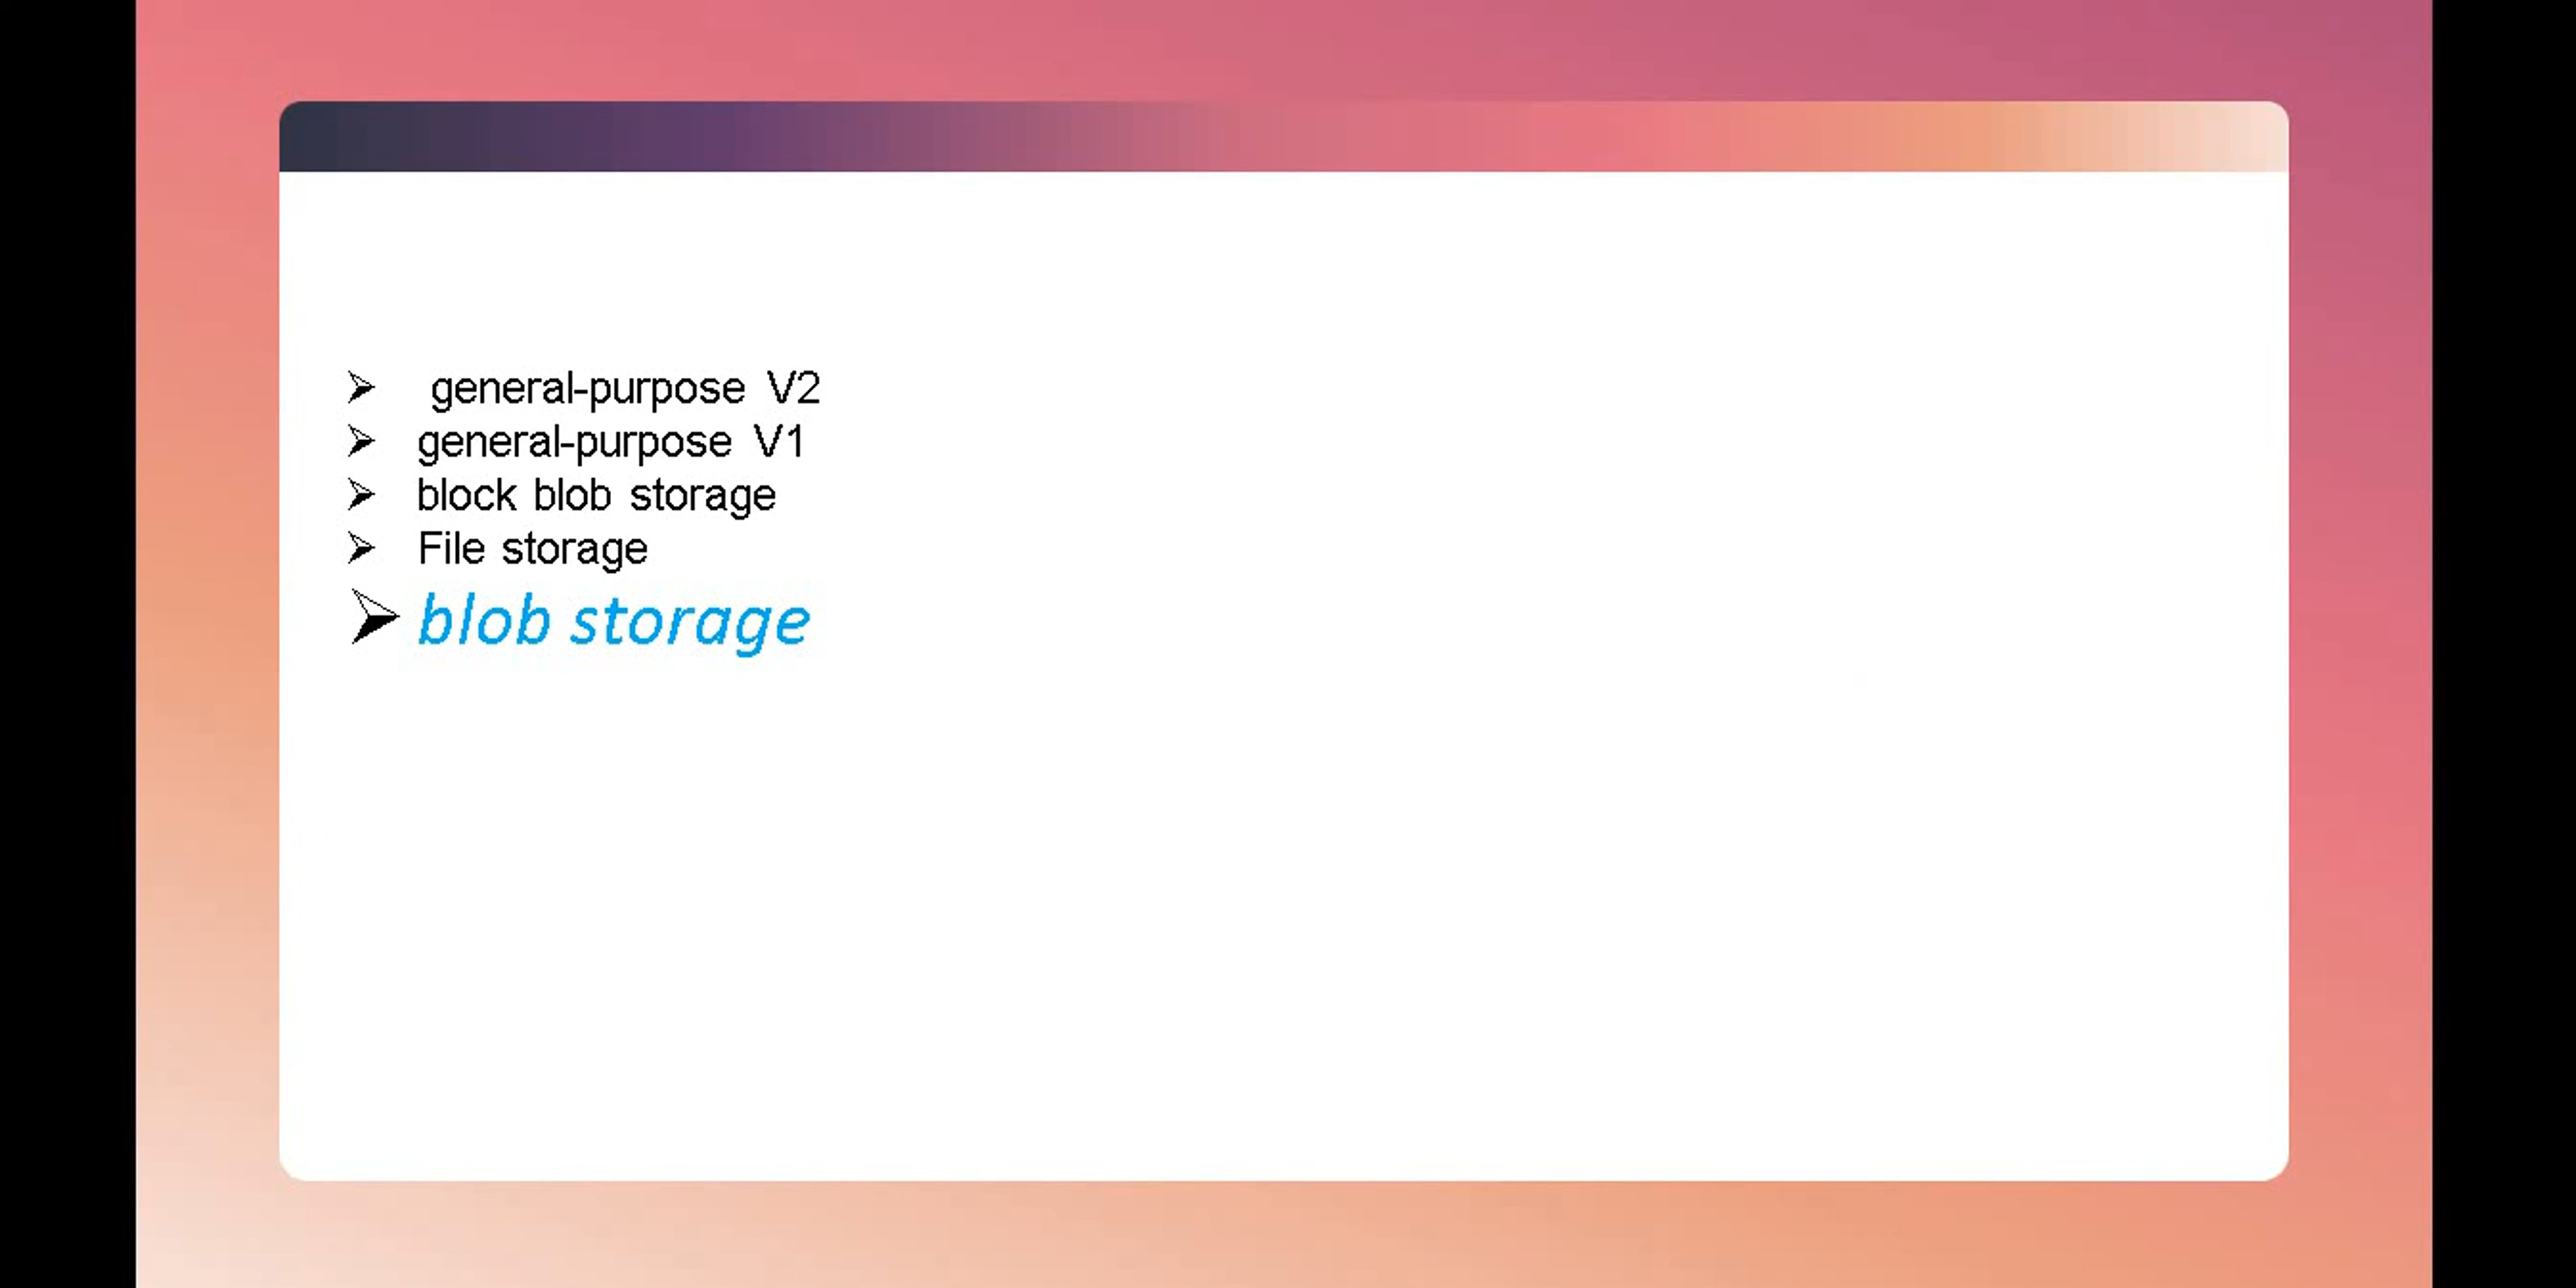 ➢ general-purpose V2
➢ general-purpose V1
➢ block blob storage
➢ File storage
➢ blob storage